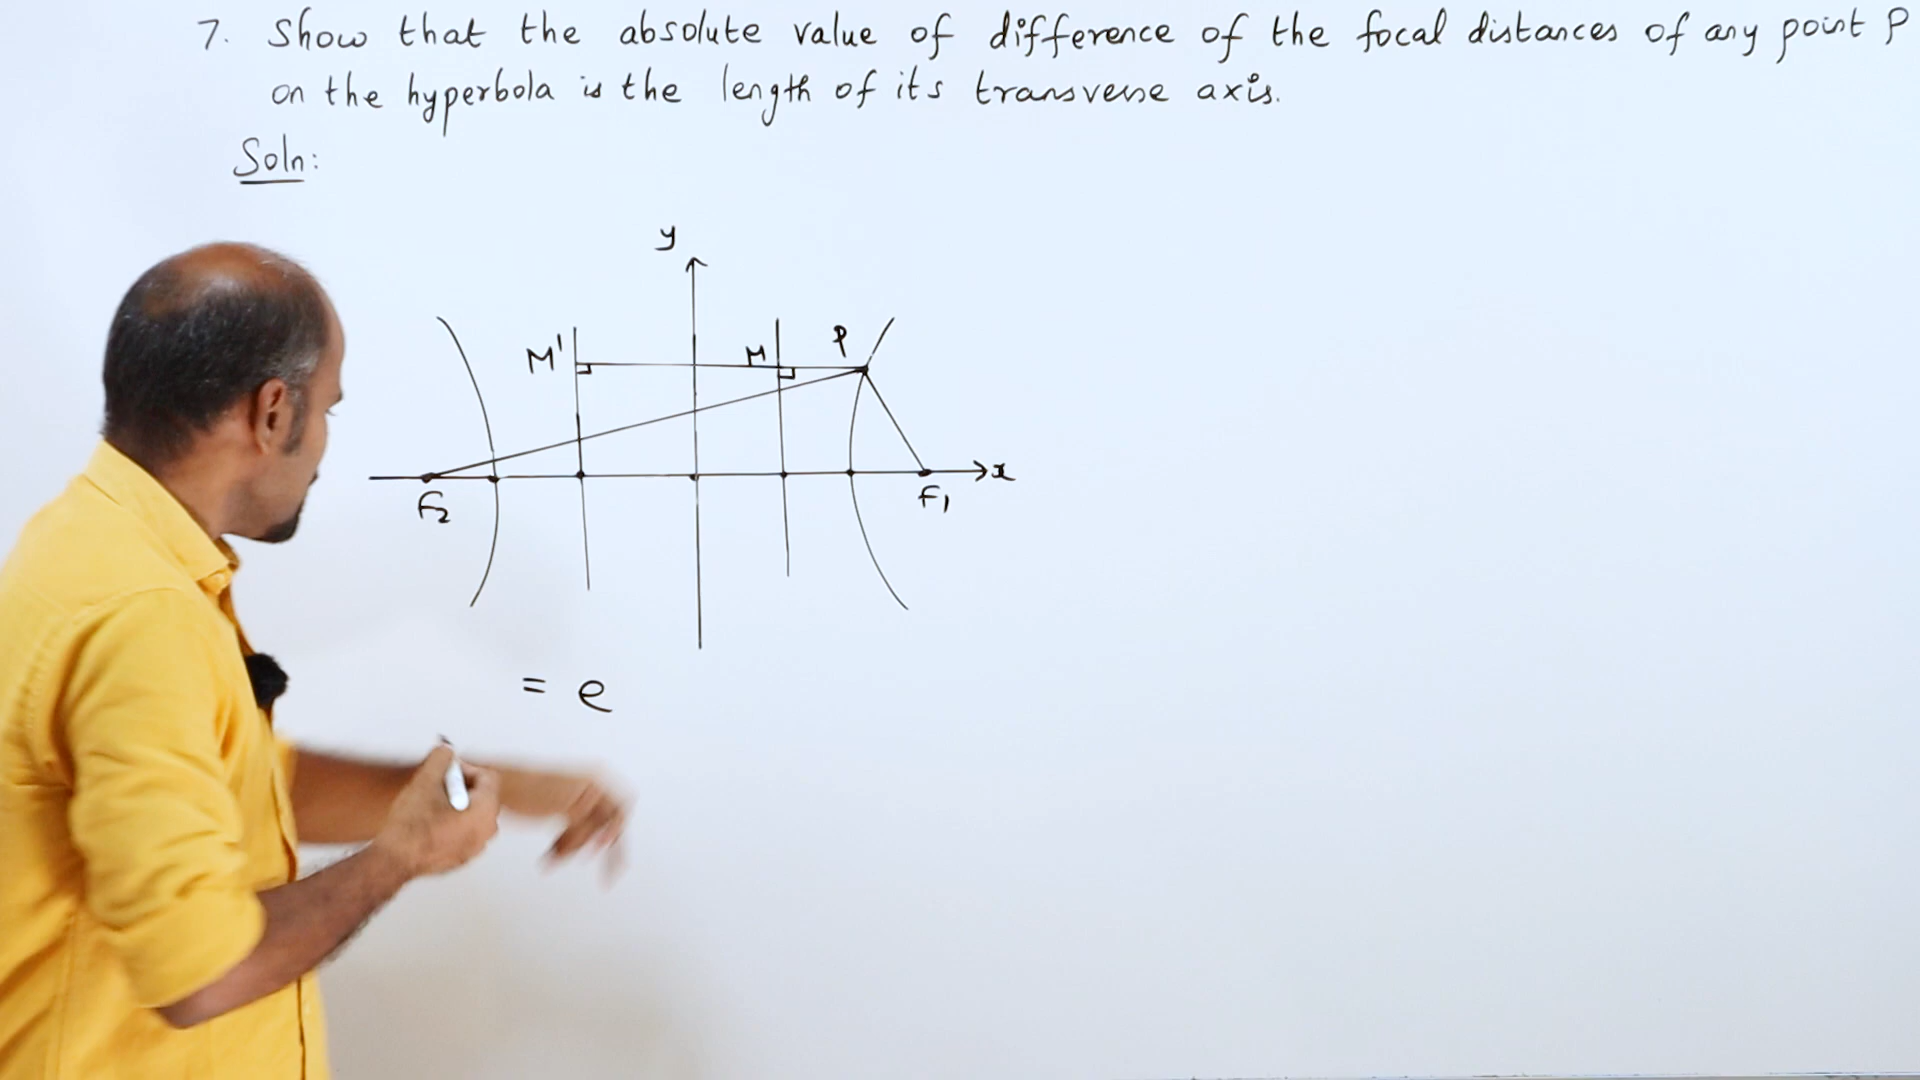 7. Show that the absolute value of difference of the focal distances of any point P
on the hyperbola is the length of its transverse axis.
Soln:
y
M' M P
x
F2 F1
= e